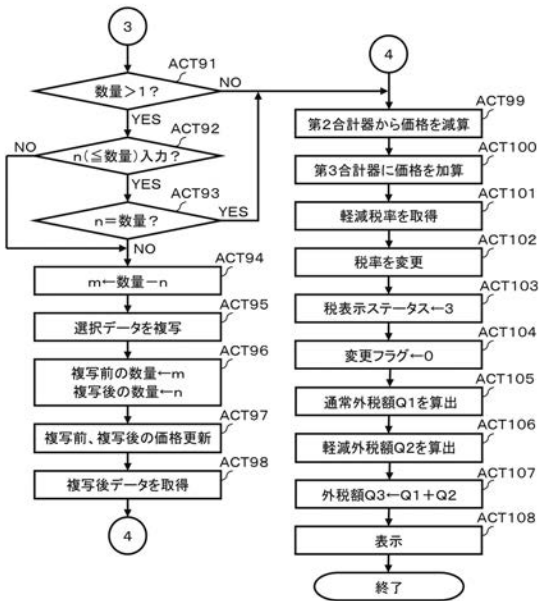 3
ACT91
数量>1?
NO
YES
ACT92
NO
n(≦数量)入力?
YES
ACT93
n=数量?
YES
NO
ACT94
m←数量-n
ACT95
選択データを複写
ACT96
複写前の数量←m
複写後の数量←n
ACT97
複写前、複写後の価格更新
ACT98
複写後データを取得
4
4
ACT99
第2合計器から価格を減算
ACT100
第3合計器に価格を加算
ACT101
軽減税率を取得
ACT102
税率を変更
ACT103
税表示ステータス←3
ACT104
変更フラグ←0
ACT105
通常外税額Q1を算出
ACT106
軽減外税額Q2を算出
ACT107
外税額Q3←Q1+Q2
ACT108
表示
終了